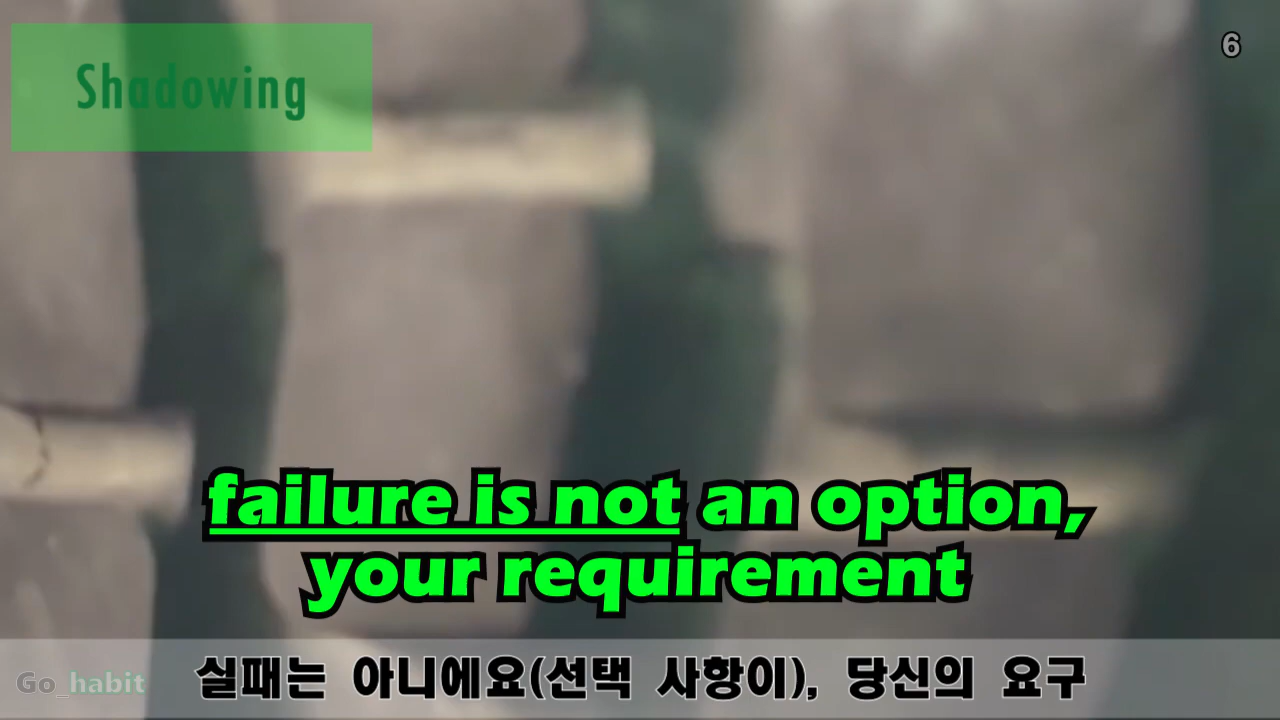 Shadowing
6
failure is not an option,
your requirement
실패는 아니에요(선택 사항이), 당신의 요구
Go_habit